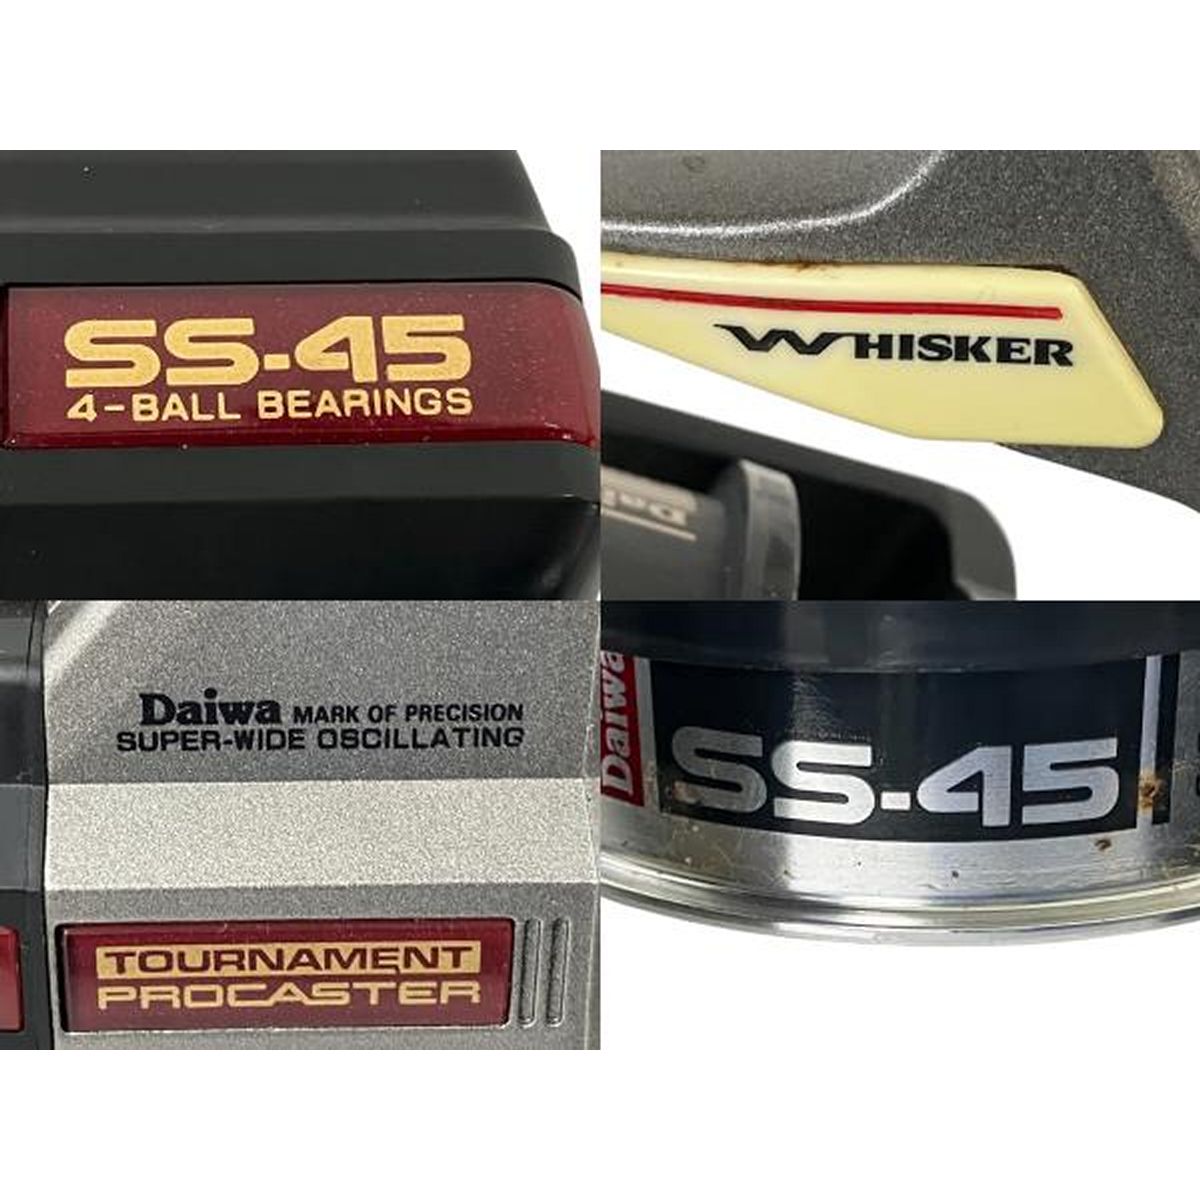 SS-45
4-BALL BEARINGS
WHISKER
Daiwa MARK OF PRECISION
SUPER-WIDE OSCILLATING
TOURNAMENT
PROCASTER
Daiwa
SS-45